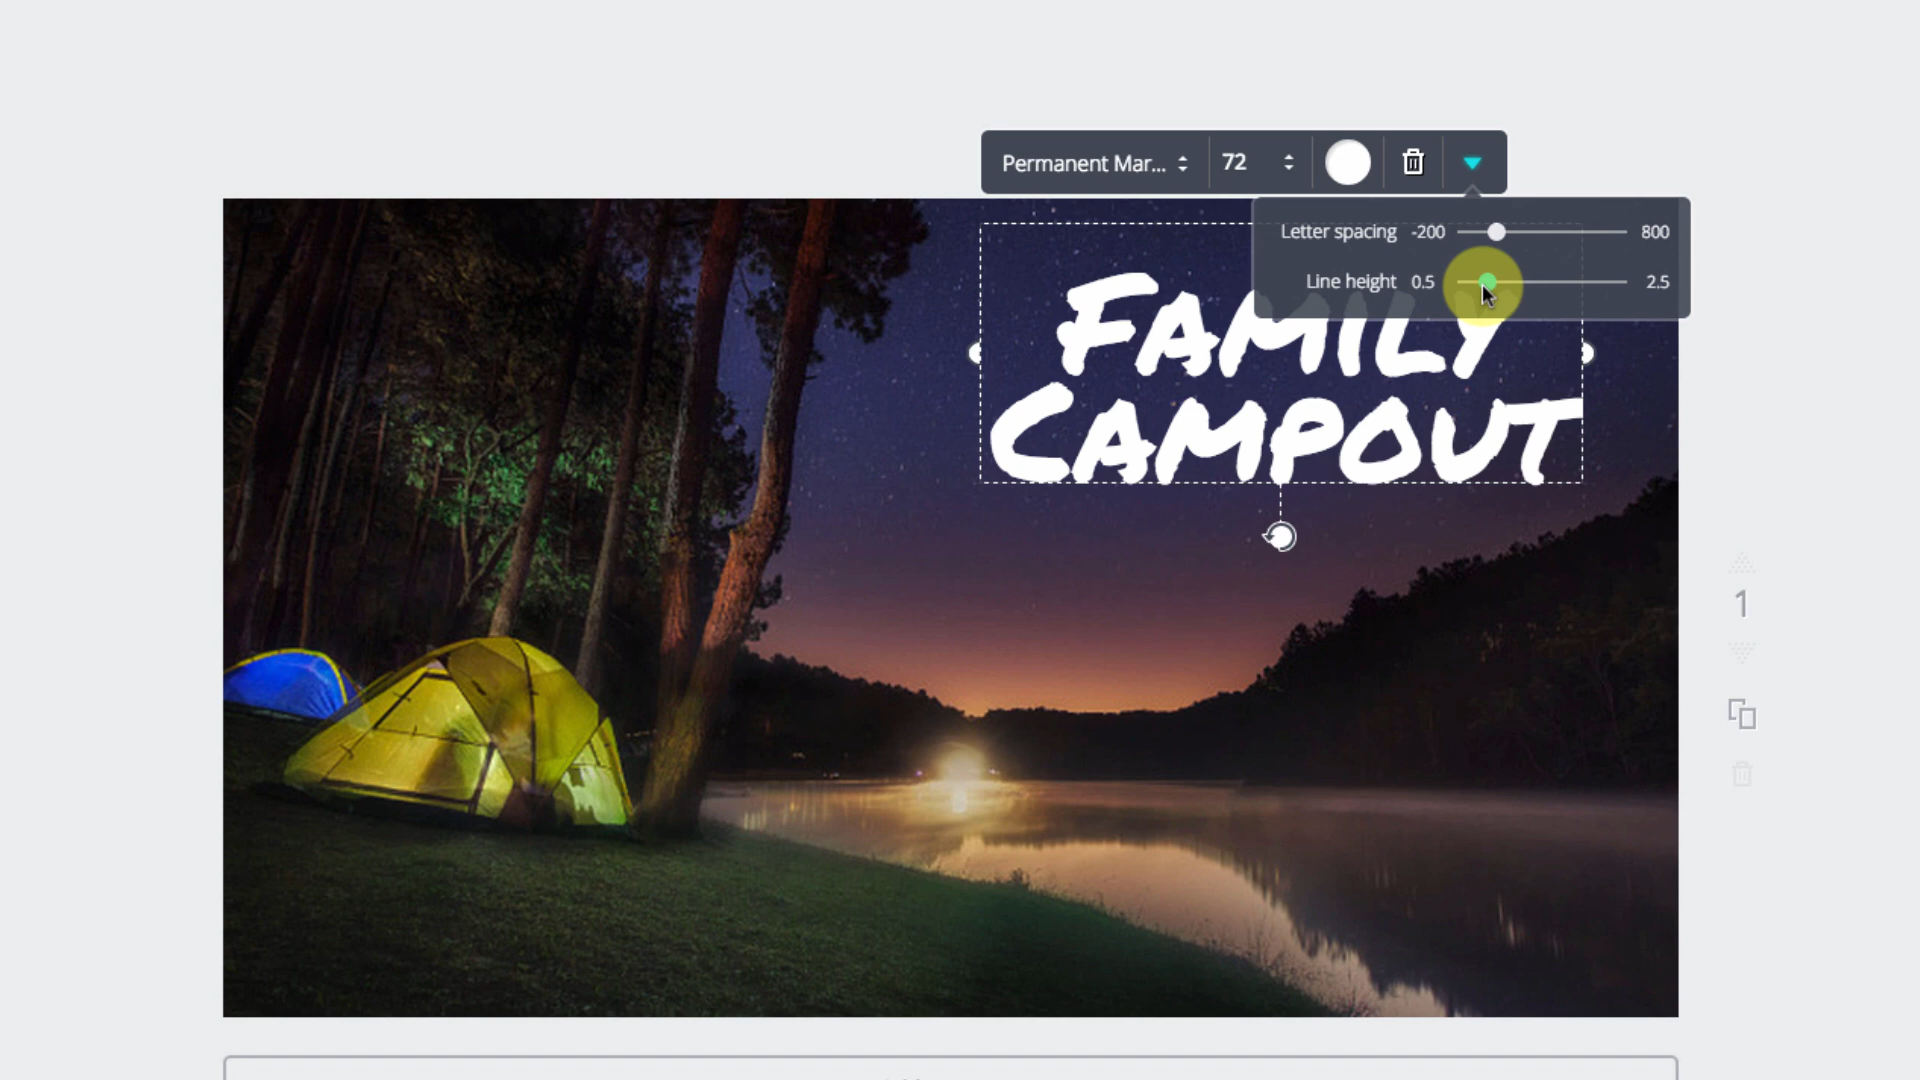 Permanent Mar... 72
Letter spacing -200 800
Line height 0.5 2.5
FAMILY
CAMPOUT
1